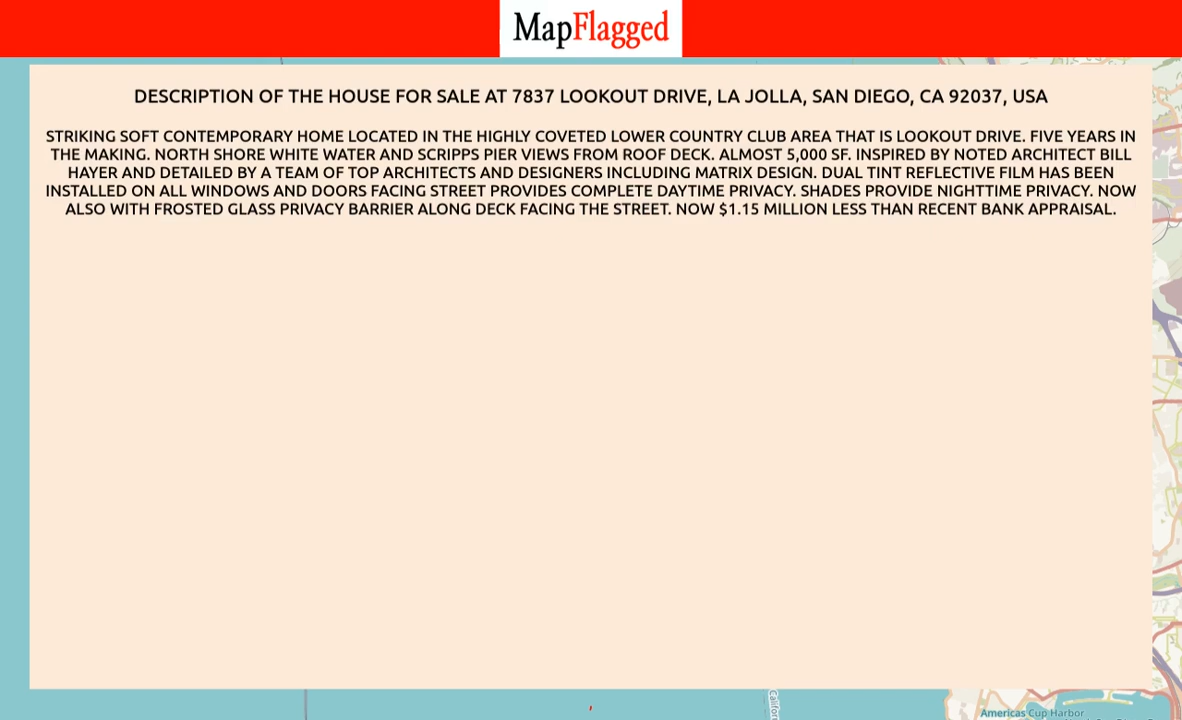 MapFlagged
DESCRIPTION OF THE HOUSE FOR SALE AT 7837 LOOKOUT DRIVE, LA JOLLA, SAN DIEGO, CA 92037, USA
STRIKING SOFT CONTEMPORARY HOME LOCATED IN THE HIGHLY COVETED LOWER COUNTRY CLUB AREA THAT IS LOOKOUT DRIVE. FIVE YEARS IN
THE MAKING. NORTH SHORE WHITE WATER AND SCRIPPS PIER VIEWS FROM ROOF DECK. ALMOST 5,000 SF. INSPIRED BY NOTED ARCHITECT BILL
HAYER AND DETAILED BY A TEAM OF TOP ARCHITECTS AND DESIGNERS INCLUDING MATRIX DESIGN. DUAL TINT REFLECTIVE FILM HAS BEEN
INSTALLED ON ALL WINDOWS AND DOORS FACING STREET PROVIDES COMPLETE DAYTIME PRIVACY. SHADES PROVIDE NIGHTTIME PRIVACY. NOW
ALSO WITH FROSTED GLASS PRIVACY BARRIER ALONG DECK FACING THE STREET. NOW $1.15 MILLION LESS THAN RECENT BANK APPRAISAL.
Americas Cup Harbor